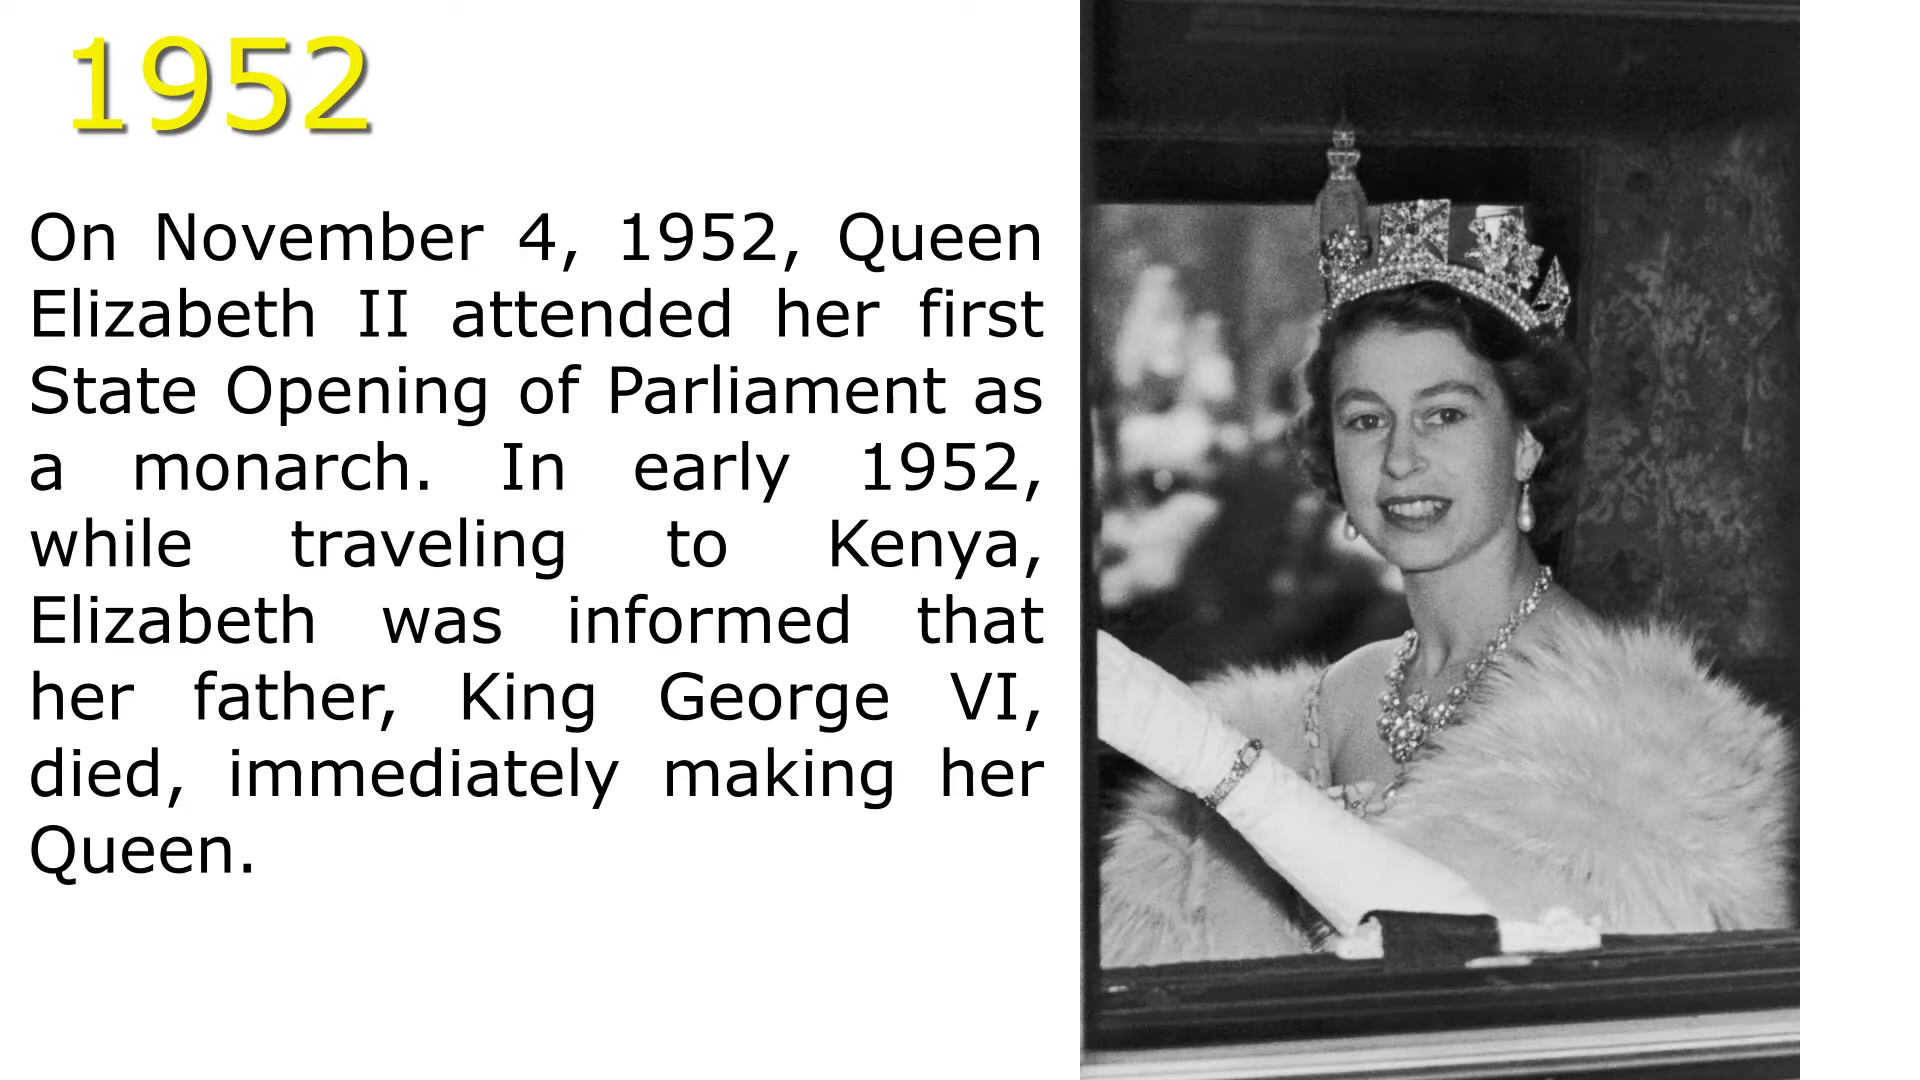 1952
On November 4, 1952, Queen
Elizabeth II attended her first
State Opening of Parliament as
a monarch. In early 1952,
while traveling to Kenya,
Elizabeth was informed that
her father, King George VI,
died, immediately making her
Queen.